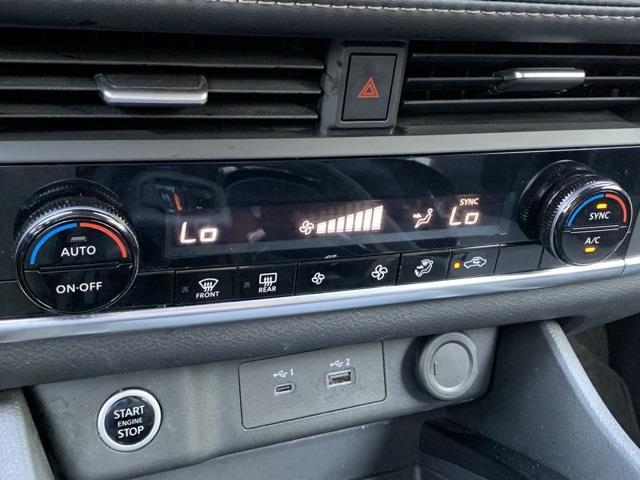 AUTO
ON·OFF
Lo
SYNC
Lo
SYNC
A/C
FRONT
REAR
1
2
START
ENGINE
STOP